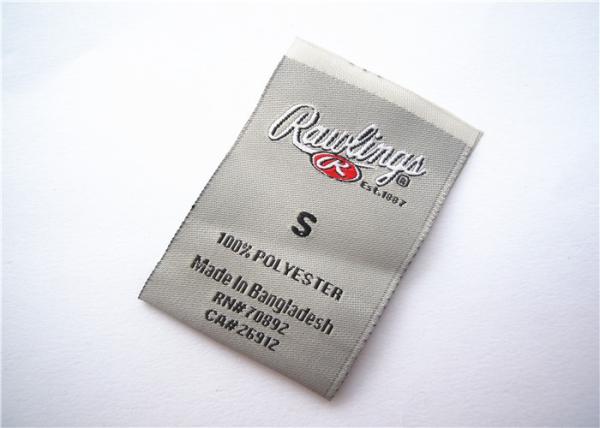 Rawlings®
R
Est.1887
S
100% POLYESTER
Made In Bangladesh
RN#70892
CA#26912